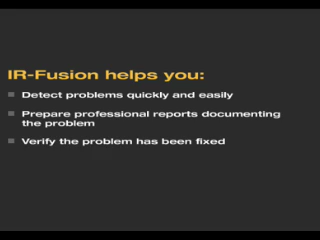 IR-Fusion helps you:
Detect problems quickly and easily
Prepare professional reports documenting
the problem
Verify the problem has been fixed